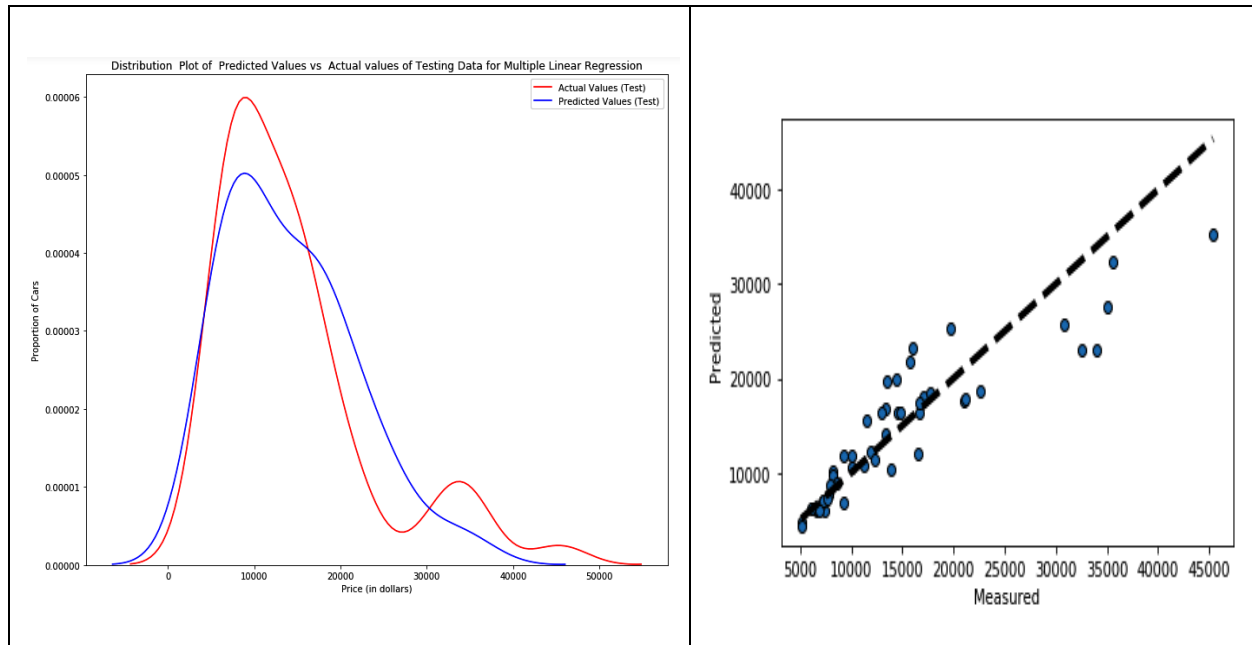 Distribution Plot of Predicted Values vs Actual values of Testing Data for Multiple Linear Regression
Actual Values (Test)
Predicted Values (Test)
0.00006
0.00005
0.00004
0.00003
0.00002
0.00001
0.00000
Proportion of Cars
0 10000 20000 30000 40000 50000
Price (in dollars)
40000
30000
20000
10000
Predicted
5000 10000 15000 20000 25000 30000 35000 40000 45000
Measured